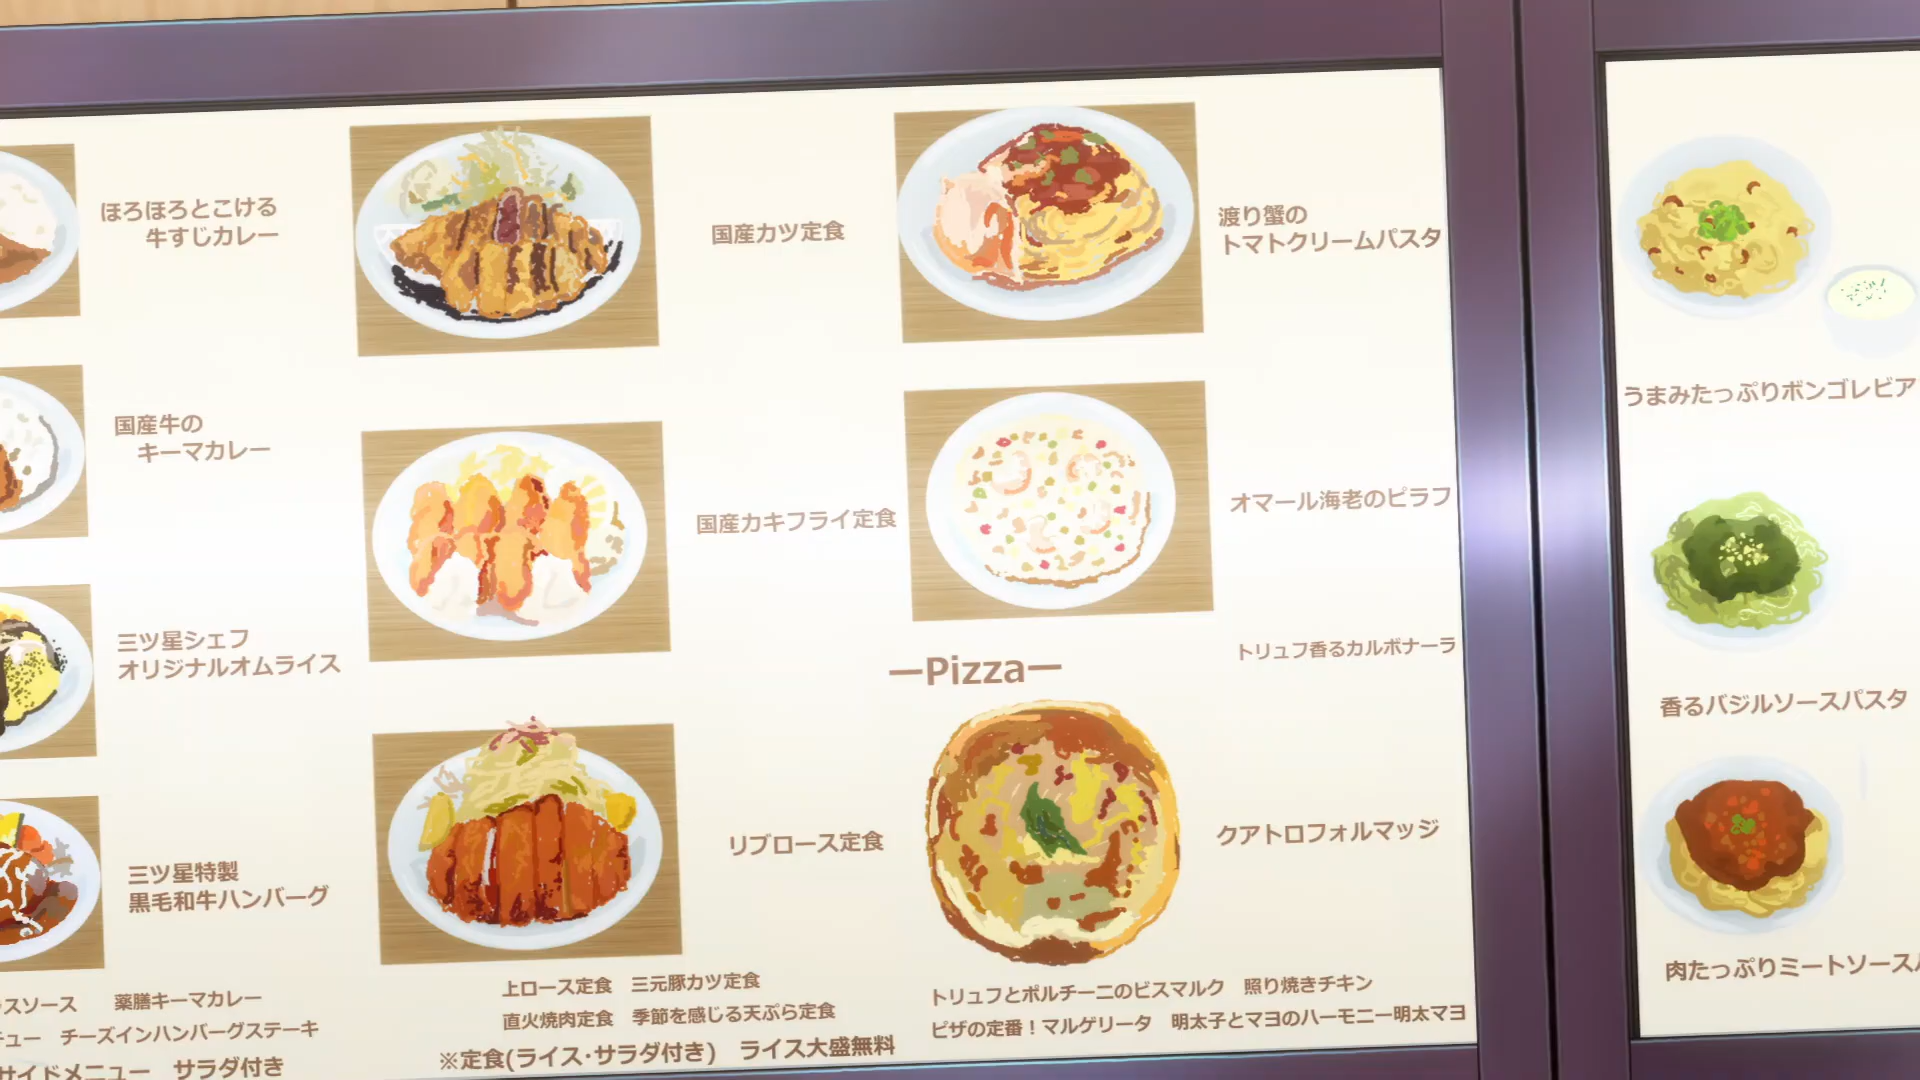 ほろほろとこける
牛すじカレー
国産牛の
キーマカレー
三ツ星シェフ
オリジナルオムライス
三ツ星特製
黒毛和牛ハンバーグ
スソース　薬膳キーマカレー
チュー　チーズインハンバーグステーキ
サイドメニュー　サラダ付き
国産カツ定食
国産カキフライ定食
リブロース定食
上ロース定食　三元豚カツ定食
直火焼肉定食　季節を感じる天ぷら定食
※定食(ライス・サラダ付き)　ライス大盛無料
渡り蟹の
トマトクリームパスタ
オマール海老のピラフ
トリュフ香るカルボナーラ
ーPizzaー
クアトロフォルマッジ
トリュフとポルチーニのビスマルク　照り焼きチキン
ピザの定番！マルゲリータ　明太子とマヨのハーモニー明太マヨ
うまみたっぷりボンゴレビア
香るバジルソースパスタ
肉たっぷりミートソース